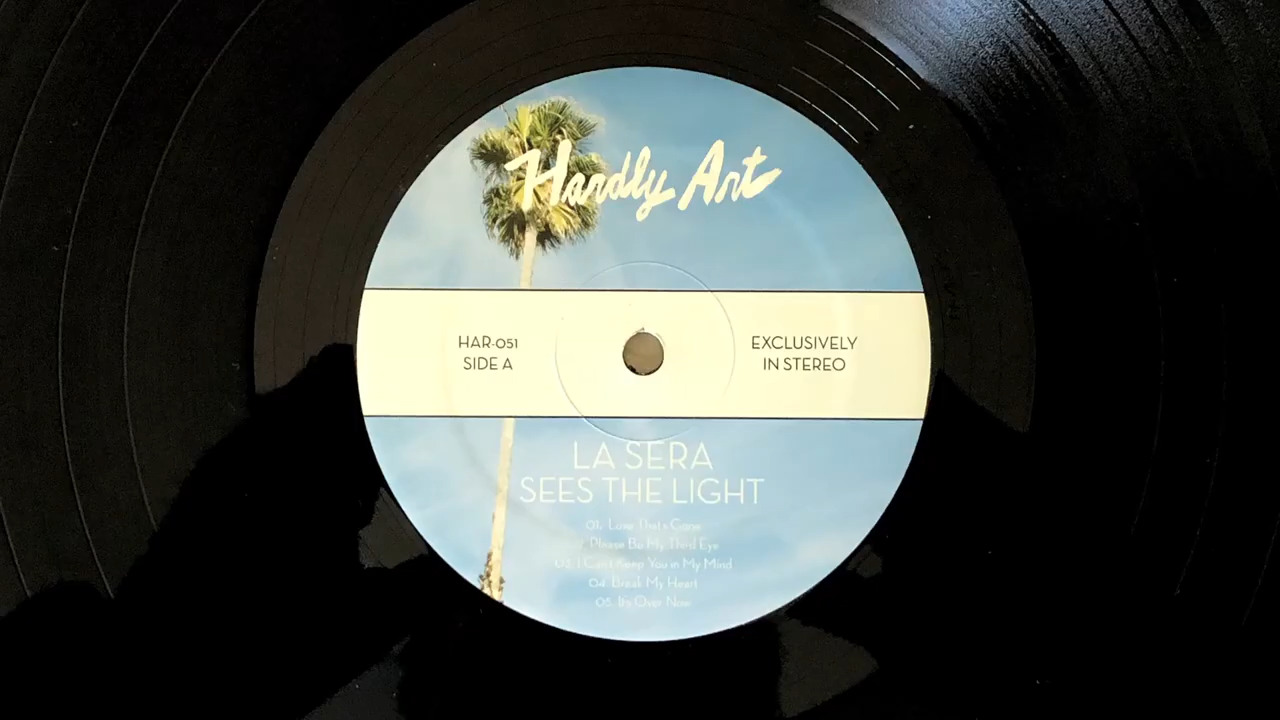 Hardly Art
HAR-051
SIDE A
EXCLUSIVELY
IN STEREO
LA SERA
SEES THE LIGHT
01. Love That's Gone
Please Be My Third Eye
03. I Can't Keep You in My Mind
04. Break My Heart
05. It's Over Now